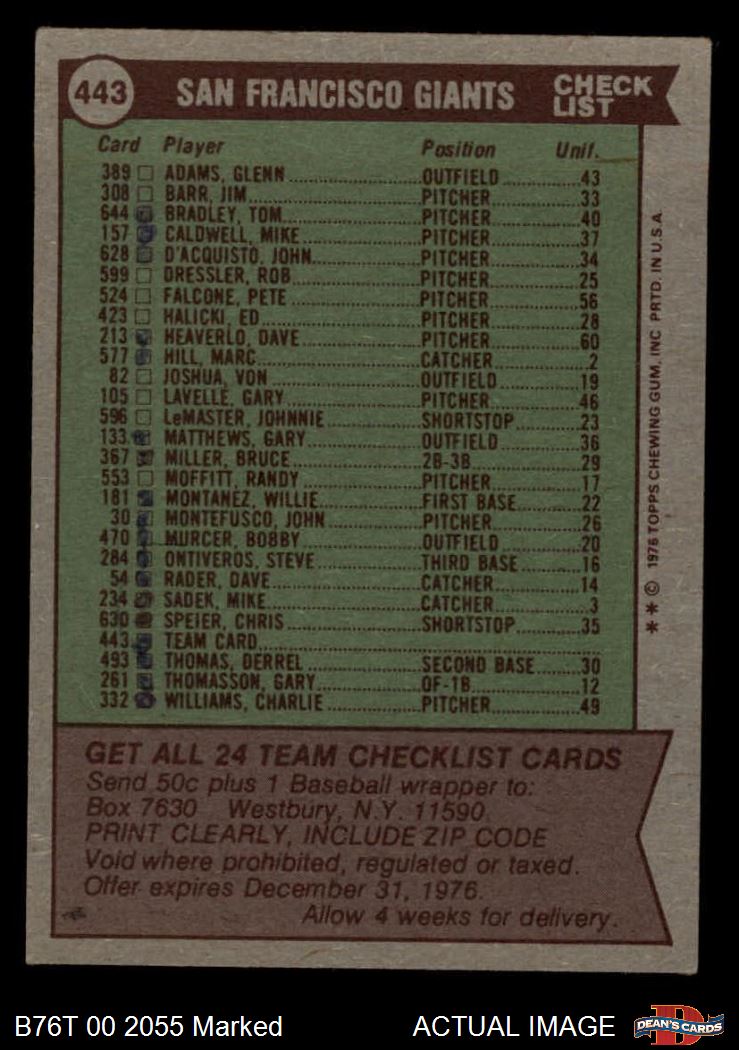 443 SAN FRANCISCO GIANTS CHECK LIST
Card Player Position Unif.
389 ADAMS, GLENN OUTFIELD 43
308 BARR, JIM PITCHER 33
644 BRADLEY, TOM PITCHER 40
157 CALDWELL, MIKE PITCHER 37
628 D'ACQUISTO, JOHN PITCHER 34
599 DRESSLER, ROB PITCHER 25
524 FALCONE, PETE PITCHER 56
423 HALICKI, ED PITCHER 28
213 HEAVERLO, DAVE PITCHER 60
577 HILL, MARC CATCHER 2
82 JOSHUA, VON OUTFIELD 19
105 LAVELLE, GARY PITCHER 46
596 LeMASTER, JOHNNIE SHORTSTOP 23
133 MATTHEWS, GARY OUTFIELD 36
367 MILLER, BRUCE 2B-3B 29
553 MOFFITT, RANDY PITCHER 17
181 MONTANEZ, WILLIE FIRST BASE 22
30 MONTEFUSCO, JOHN PITCHER 26
470 MURCER, BOBBY OUTFIELD 20
284 ONTIVEROS, STEVE THIRD BASE 16
54 RADER, DAVE CATCHER 14
234 SADEK, MIKE CATCHER 3
630 SPEIER, CHRIS SHORTSTOP 35
443 TEAM CARD
493 THOMAS, DERREL SECOND BASE 30
261 THOMASSON, GARY OF-1B 12
332 WILLIAMS, CHARLIE PITCHER 49
GET ALL 24 TEAM CHECKLIST CARDS
Send 50c plus 1 Baseball wrapper to:
Box 7630 Westbury, N.Y. 11590
PRINT CLEARLY, INCLUDE ZIP CODE
Void where prohibited, regulated or taxed.
Offer expires December 31, 1976.
Allow 4 weeks for delivery.
** © 1976 TOPPS CHEWING GUM, INC PRTD. IN U.S.A.
B76T 00 2055 Marked ACTUAL IMAGE DEAN'S CARDS